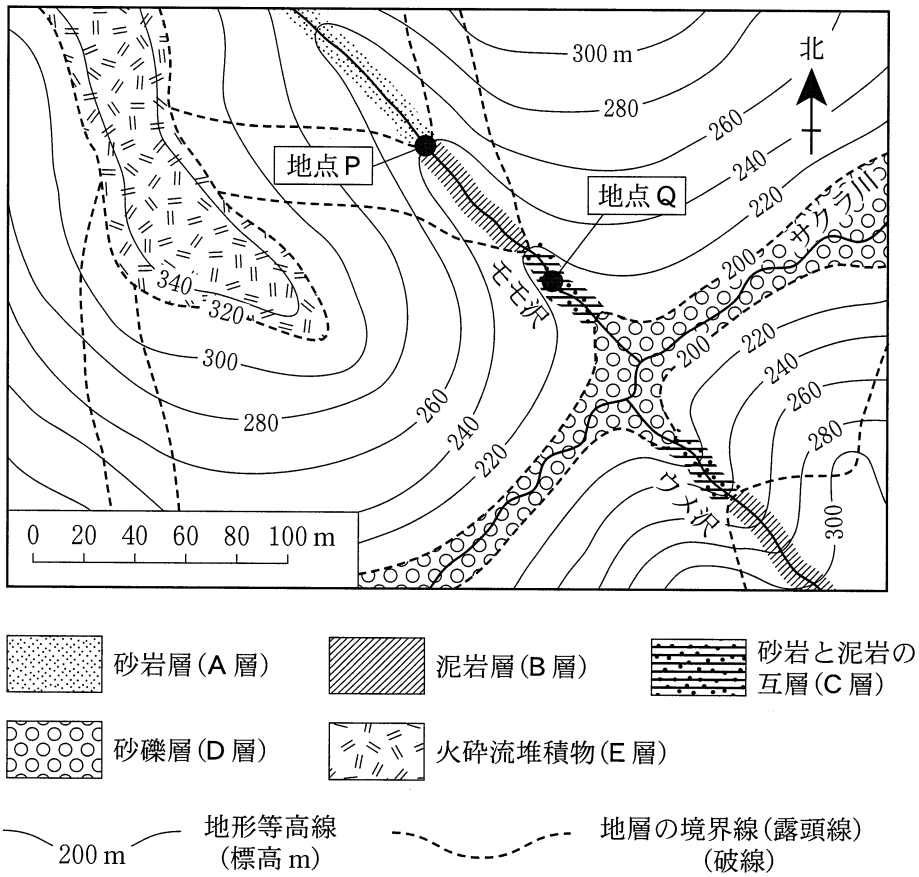 300 m
北
280
260
地点P
240
地点Q
220
サクラ川
200
340
モモ沢
320
200
220
300
240
260
260
280
280
240
220
ウメ沢
300
0 20 40 60 80 100 m
砂岩層(A 層)
泥岩層(B 層)
砂岩と泥岩の
互層(C 層)
砂礫層(D 層)
火砕流堆積物(E 層)
200 m
地形等高線
(標高 m)
地層の境界線(露頭線)
(破線)